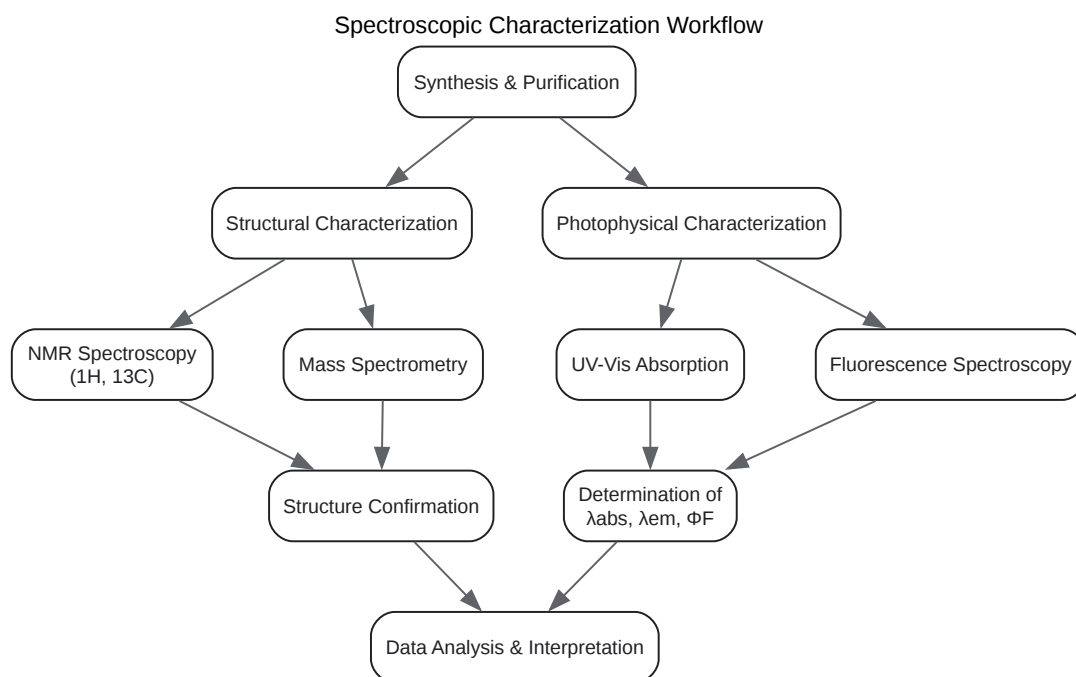 Spectroscopic Characterization Workflow
Synthesis & Purification
Structural Characterization
Photophysical Characterization
NMR Spectroscopy
(1H, 13C)
Mass Spectrometry
UV-Vis Absorption
Fluorescence Spectroscopy
Structure Confirmation
Determination of
λabs, λem, ΦF
Data Analysis & Interpretation